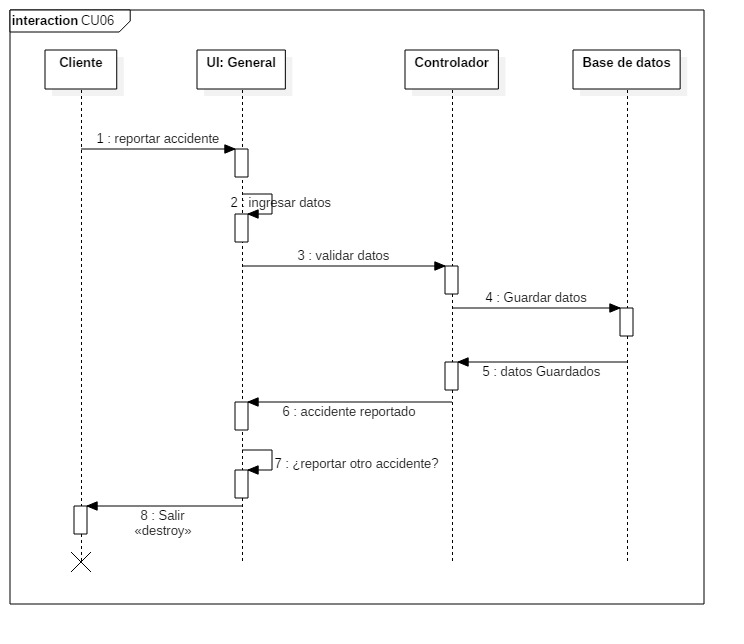 interaction CU06
Cliente
UI: General
Controlador
Base de datos
1 : reportar accidente
2 : ingresar datos
3 : validar datos
4 : Guardar datos
5 : datos Guardados
6 : accidente reportado
7 : ¿reportar otro accidente?
8 : Salir
«destroy»